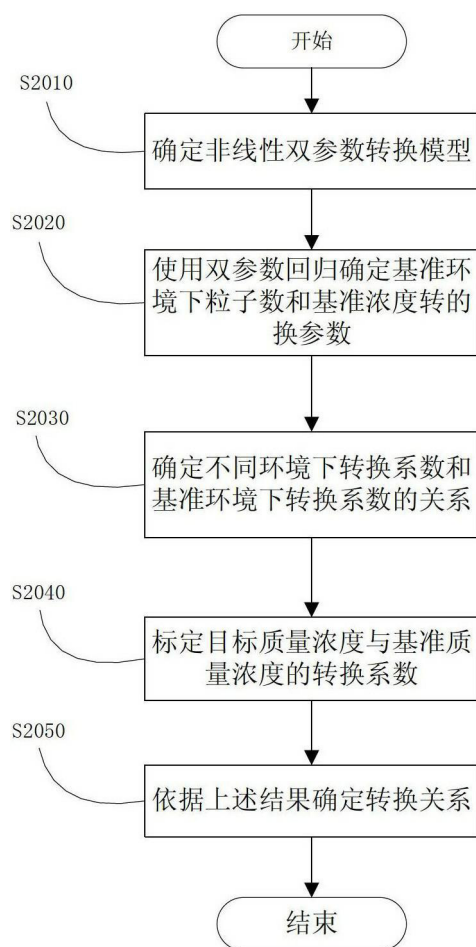 开始
S2010
确定非线性双参数转换模型
S2020
使用双参数回归确定基准环
境下粒子数和基准浓度转的
换参数
S2030
确定不同环境下转换系数和
基准环境下转换系数的关系
S2040
标定目标质量浓度与基准质
量浓度的转换系数
S2050
依据上述结果确定转换关系
结束